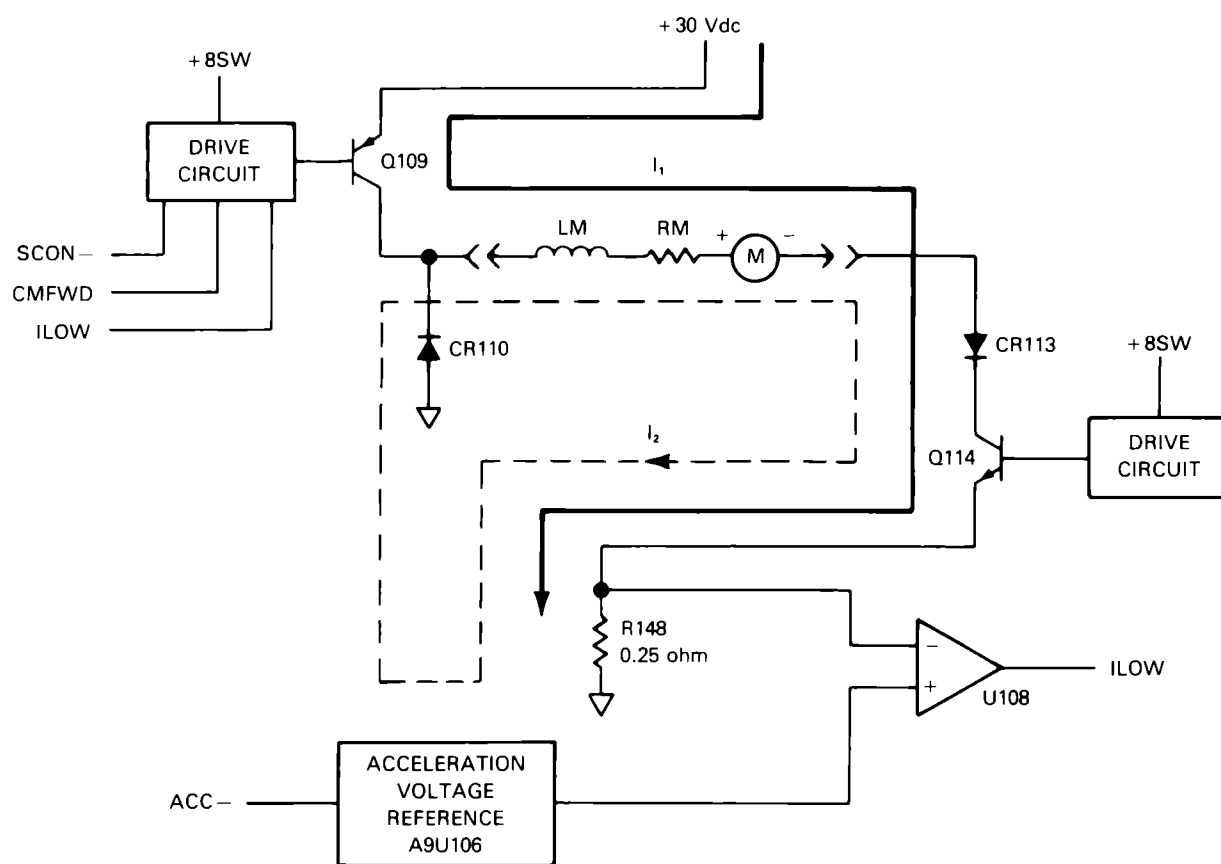 +30 Vdc
+8SW
DRIVE
CIRCUIT
Q109
I₁
SCON–
CMFWD
ILOW
LM
RM
+
–
M
CR110
CR113
+8SW
I₂
Q114
DRIVE
CIRCUIT
R148
0.25 ohm
–
+
U108
ILOW
ACC–
ACCELERATION
VOLTAGE
REFERENCE
A9U106